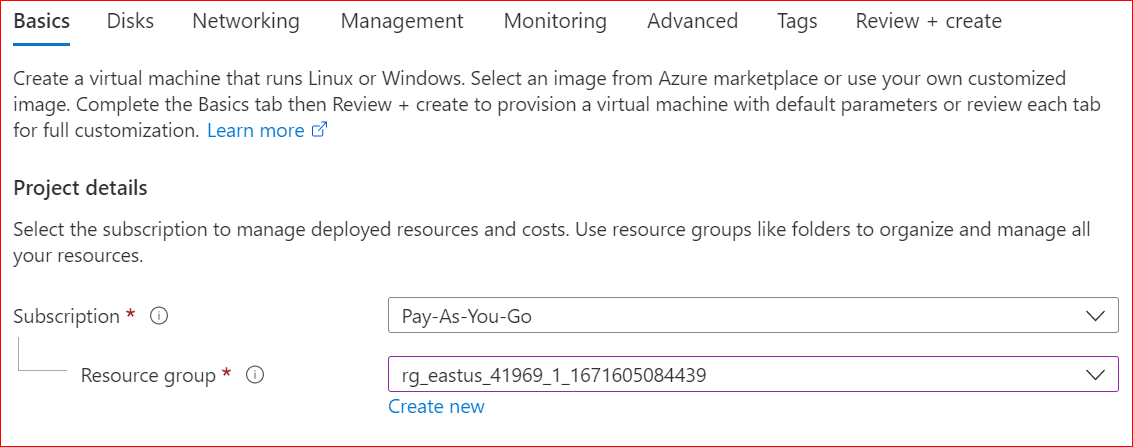 Basics Disks Networking Management Monitoring Advanced Tags Review + create
Create a virtual machine that runs Linux or Windows. Select an image from Azure marketplace or use your own customized
image. Complete the Basics tab then Review + create to provision a virtual machine with default parameters or review each tab
for full customization. Learn more
Project details
Select the subscription to manage deployed resources and costs. Use resource groups like folders to organize and manage all
your resources.
Subscription * Pay-As-You-Go
Resource group * rg_eastus_41969_1_1671605084439
Create new